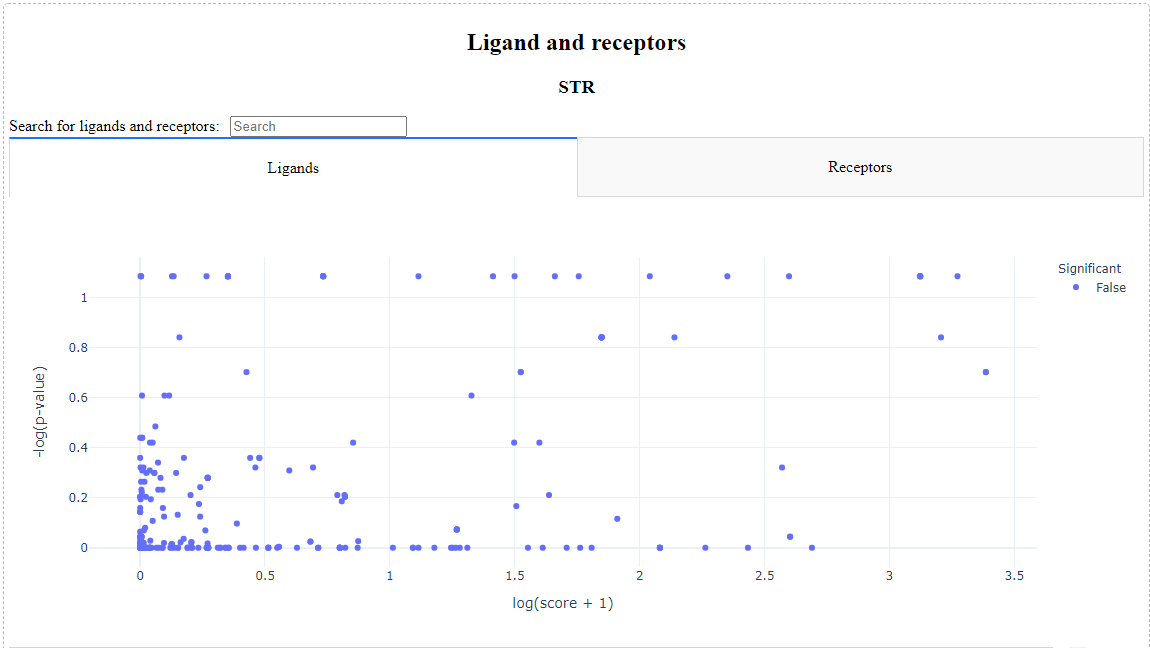 Ligand and receptors
STR
Search for ligands and receptors: Search
Ligands
Receptors
Significant
False
1
0.8
0.6
0.4
0.2
0
-log(p-value)
0 0.5 1 1.5 2 2.5 3 3.5
log(score + 1)